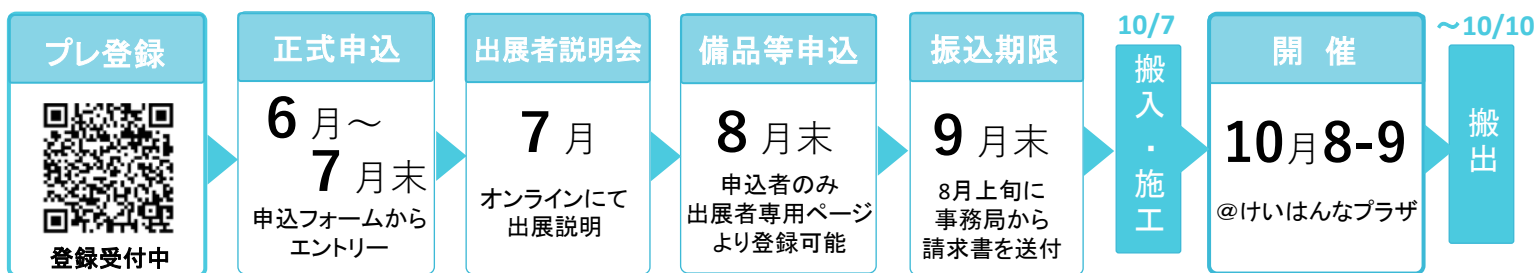 プレ登録
登録受付中
正式申込
6月～
7月末
申込フォームから
エントリー
出展者説明会
7月
オンラインにて
出展説明
備品等申込
8月末
申込者のみ
出展者専用ページ
より登録可能
振込期限
9月末
8月上旬に
事務局から
請求書を送付
10/7
搬入・施工
開 催
10月8-9
@けいはんなプラザ
～10/10
搬出